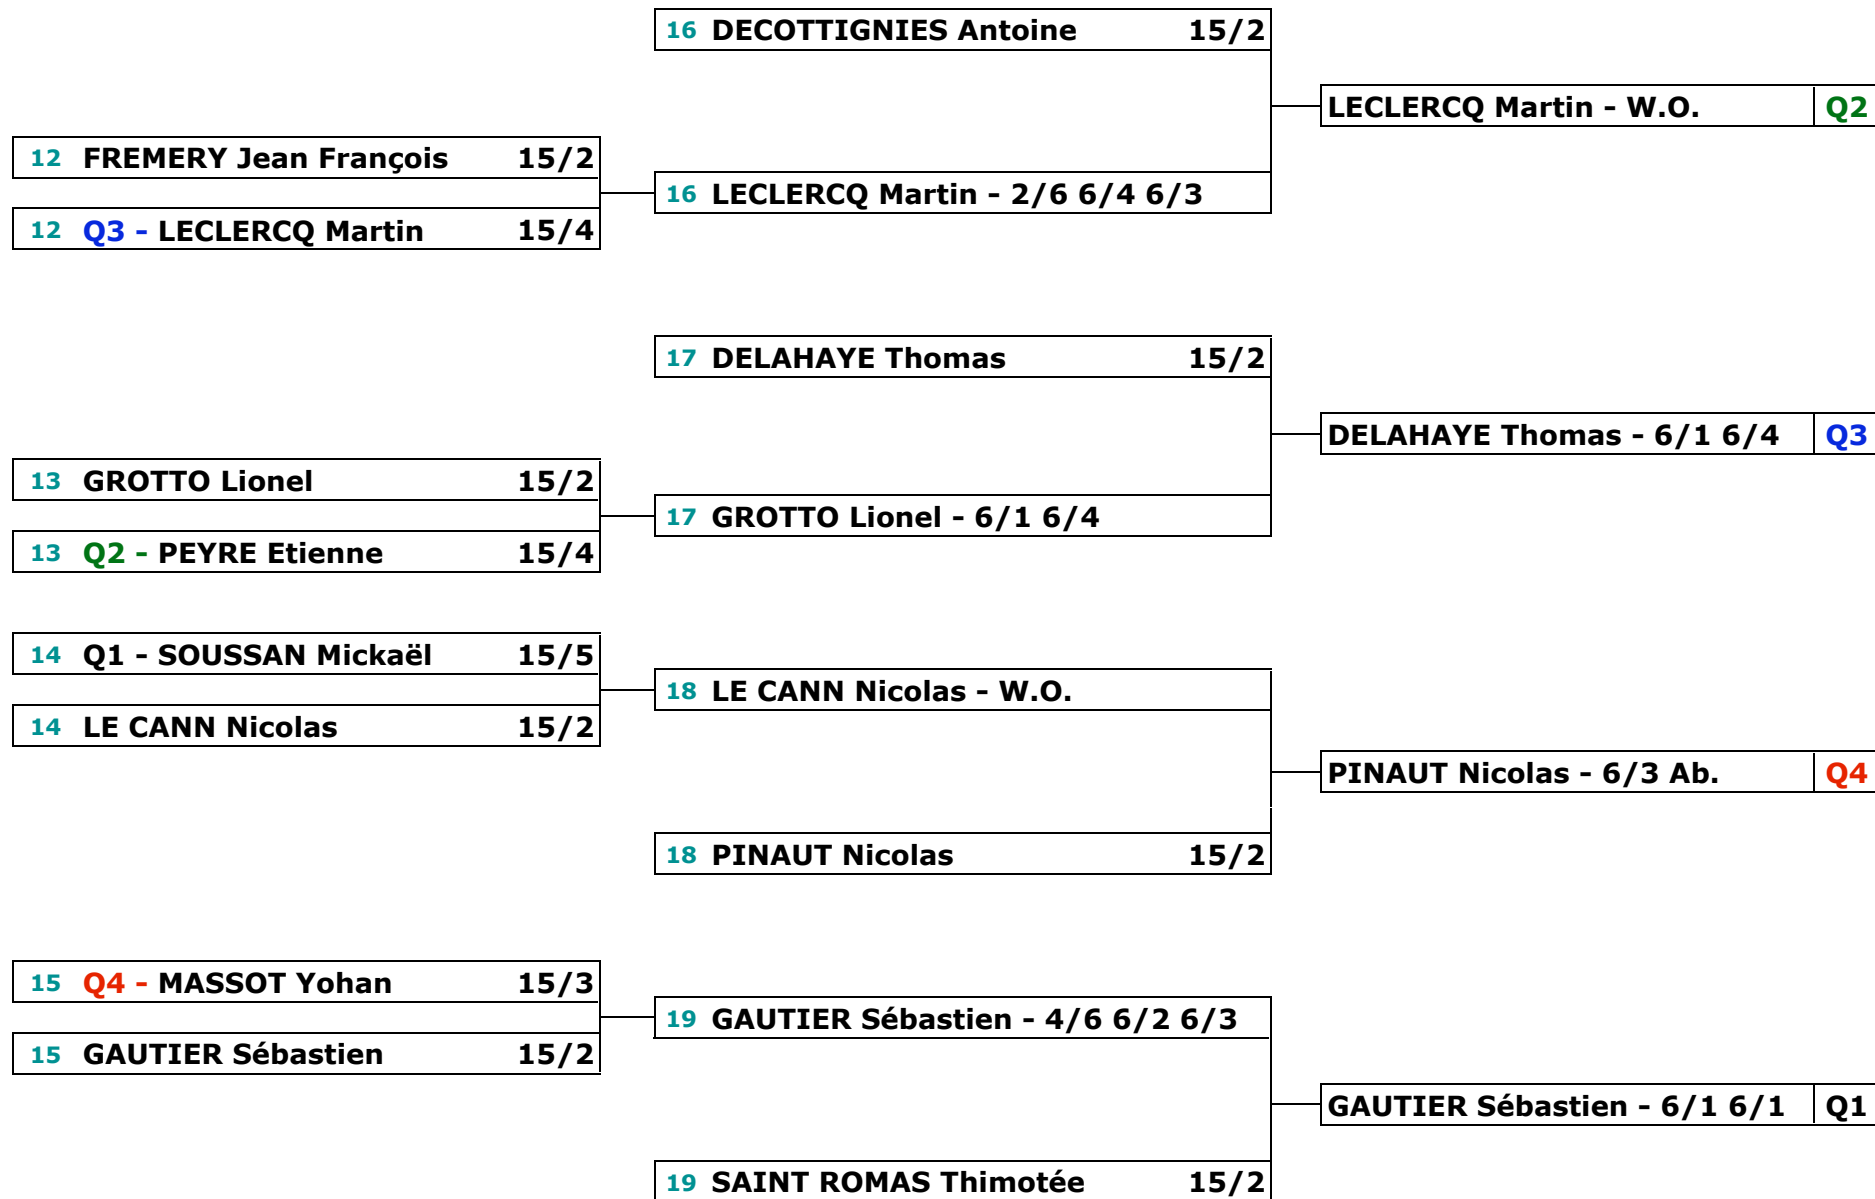 16 DECOTTIGNIES Antoine 15/2
LECLERCQ Martin - W.O. Q2
12 FREMERY Jean François 15/2
16 LECLERCQ Martin - 2/6 6/4 6/3
12 Q3 - LECLERCQ Martin 15/4
17 DELAHAYE Thomas 15/2
DELAHAYE Thomas - 6/1 6/4 Q3
13 GROTTO Lionel 15/2
17 GROTTO Lionel - 6/1 6/4
13 Q2 - PEYRE Etienne 15/4
14 Q1 - SOUSSAN Mickaël 15/5
18 LE CANN Nicolas - W.O.
14 LE CANN Nicolas 15/2
PINAUT Nicolas - 6/3 Ab. Q4
18 PINAUT Nicolas 15/2
15 Q4 - MASSOT Yohan 15/3
19 GAUTIER Sébastien - 4/6 6/2 6/3
15 GAUTIER Sébastien 15/2
GAUTIER Sébastien - 6/1 6/1 Q1
19 SAINT ROMAS Thimotée 15/2